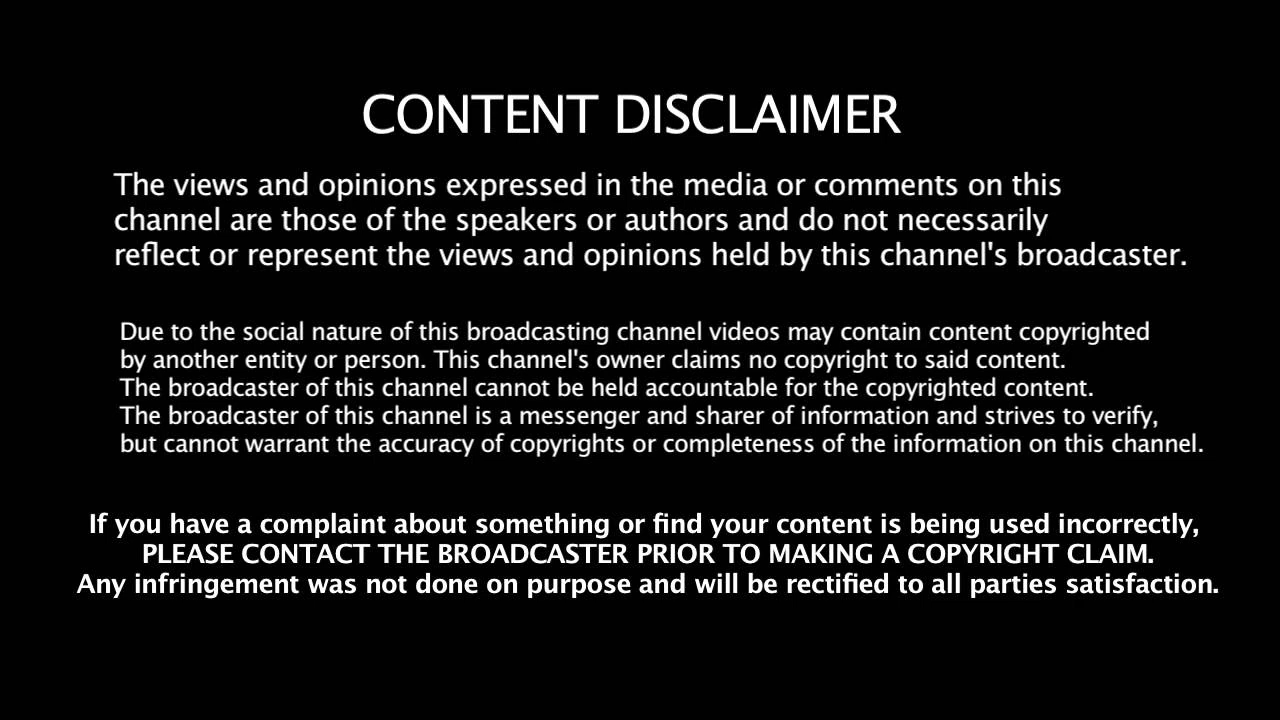 CONTENT DISCLAIMER
The views and opinions expressed in the media or comments on this
channel are those of the speakers or authors and do not necessarily
reflect or represent the views and opinions held by this channel's broadcaster.
Due to the social nature of this broadcasting channel videos may contain content copyrighted
by another entity or person. This channel's owner claims no copyright to said content.
The broadcaster of this channel cannot be held accountable for the copyrighted content.
The broadcaster of this channel is a messenger and sharer of information and strives to verify,
but cannot warrant the accuracy of copyrights or completeness of the information on this channel.
If you have a complaint about something or find your content is being used incorrectly,
PLEASE CONTACT THE BROADCASTER PRIOR TO MAKING A COPYRIGHT CLAIM.
Any infringement was not done on purpose and will be rectified to all parties satisfaction.